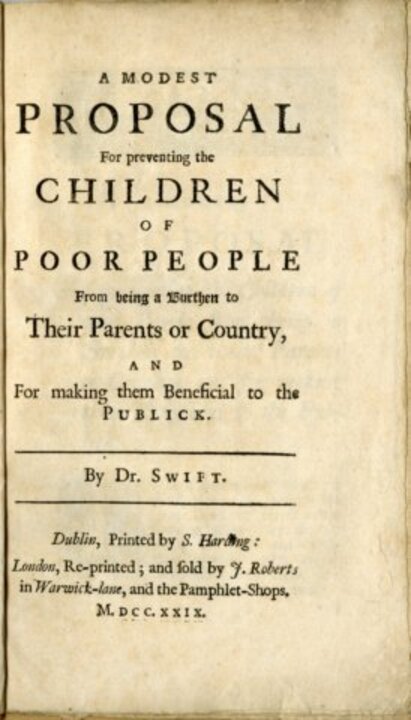 A MODEST
PROPOSAL
For preventing the
CHILDREN
OF
POOR PEOPLE
From being a Burthen to
Their Parents or Country,
AND
For making them Beneficial to the
PUBLICK.
By Dr. SWIFT.
Dublin, Printed by S. Harding:
London, Re-printed; and sold by J. Roberts
in Warwick-lane, and the Pamphlet-Shops.
M.DCC.XXIX.